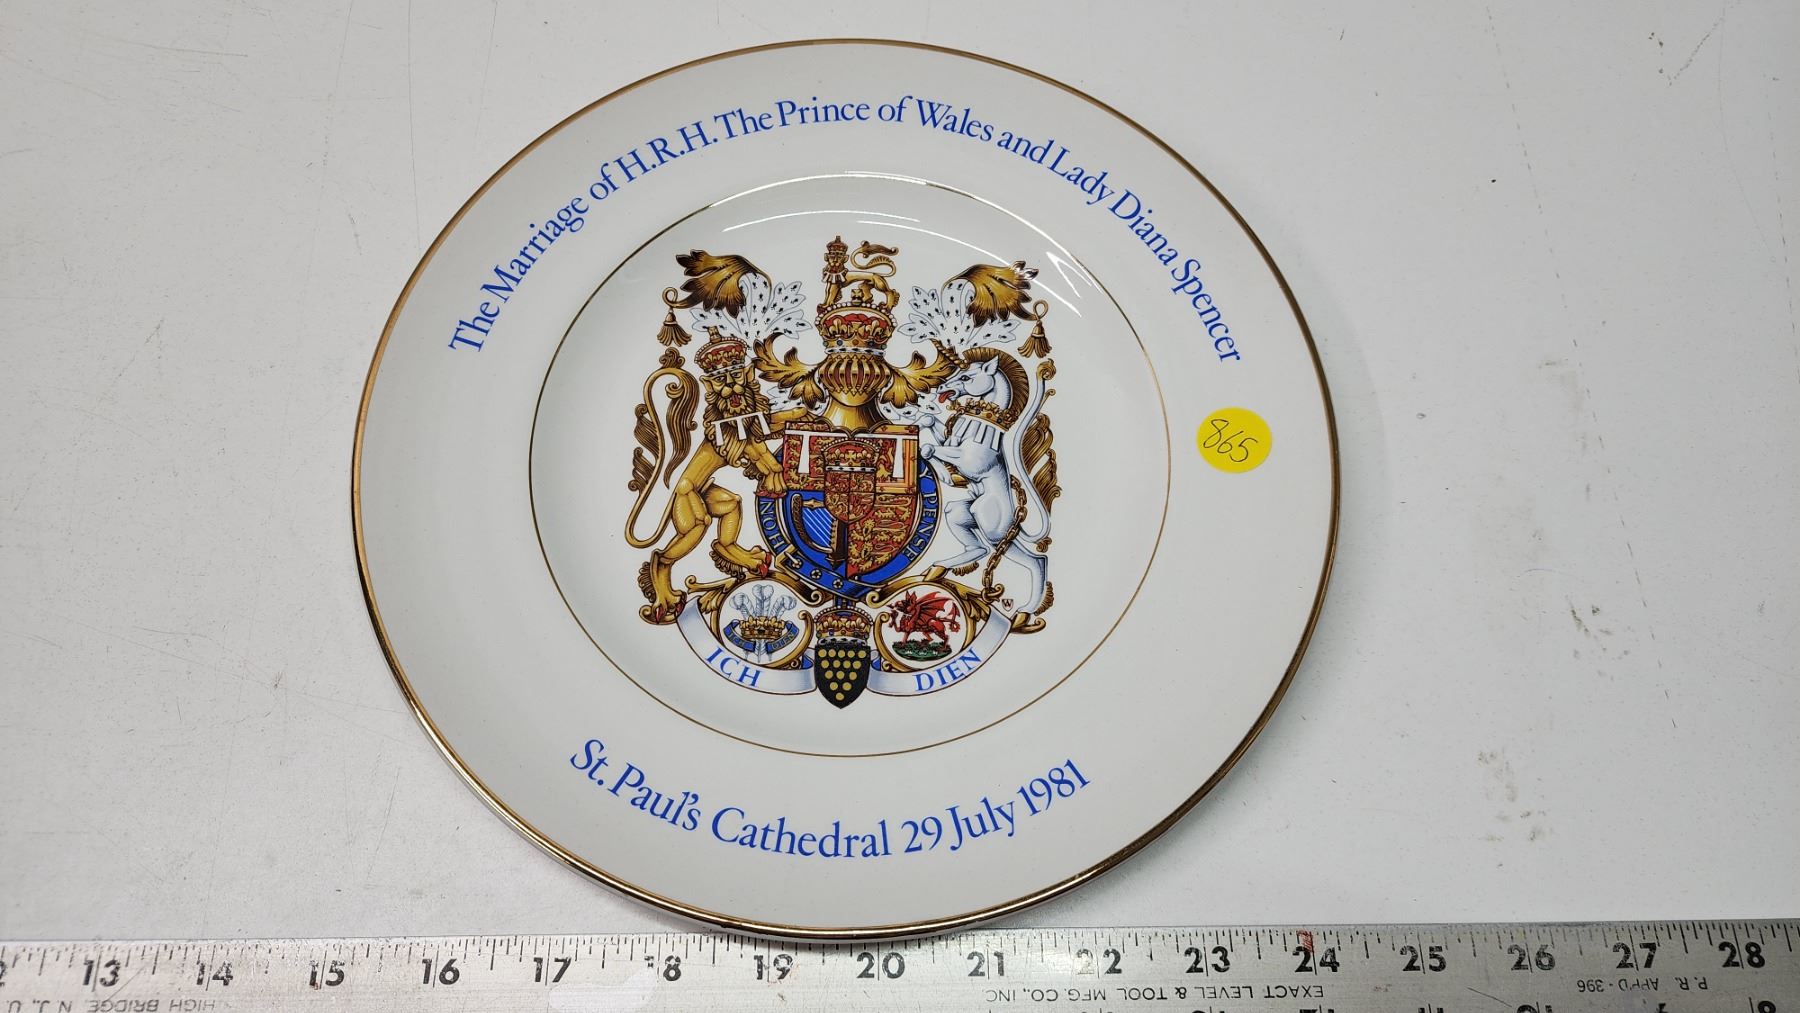 The Marriage of H.R.H. The Prince of Wales and Lady Diana Spencer
865
HON
PENSE
W
ICH DIEN
St. Paul's Cathedral 29 July 1981
13 14 15 16 17 18 19 20 21 22 23 24 25 26 27 28
HIGH BRIDGE N.J., U.
EXACT LEVEL & TOOL MFG. CO., INC
P.R. APPD-396